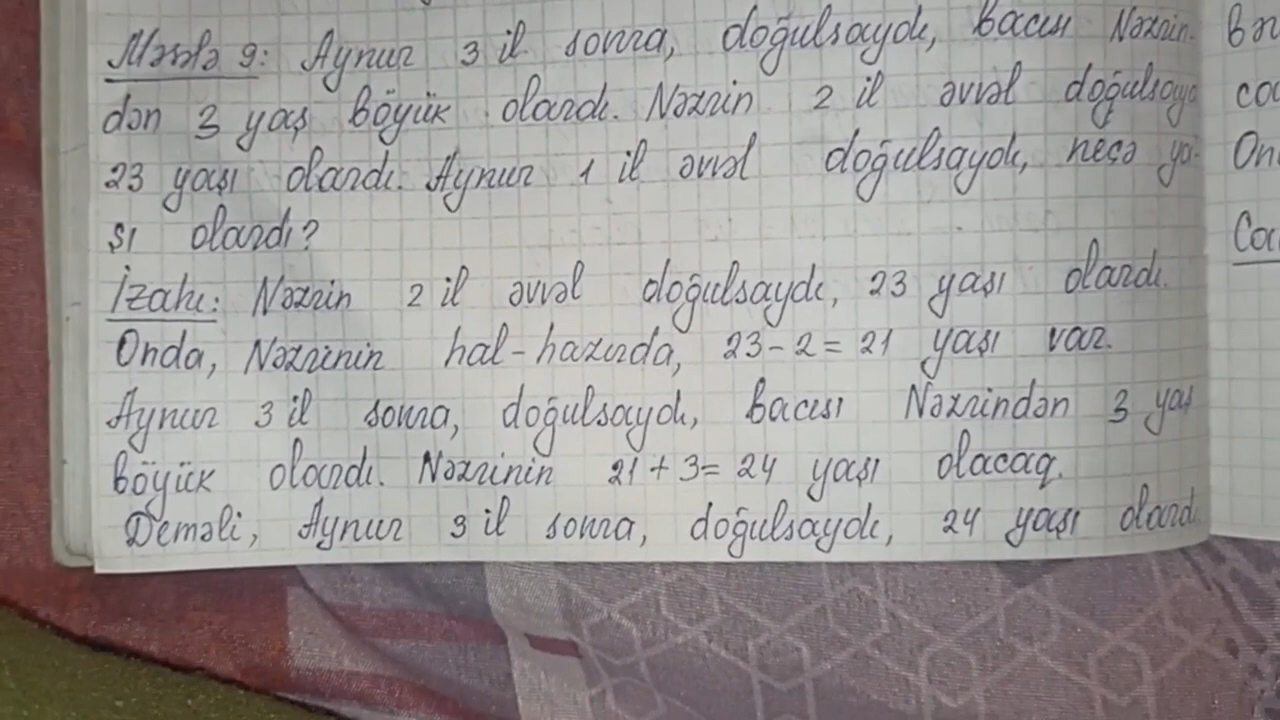 Məsələ 9: Aynur 3 il sonra, doğulsaydı, bacısı Nəzrin-
dən 3 yaş böyük olardı. Nəzrin 2 il əvvəl doğulsayd
23 yaşı olardı. Aynur 1 il əvvəl doğulsaydı, neçə ya-
şı olardı?
İzahı: Nəzrin 2 il əvvəl doğulsaydı, 23 yaşı olardı.
Onda, Nəzrinin hal-hazırda, 23-2=21 yaşı var.
Aynur 3 il sonra, doğulsaydı, bacısı Nəzrindən 3 yaş
böyük olardı. Nəzrinin 21+3=24 yaşı olacaq.
Deməli, Aynur 3 il sonra, doğulsaydı, 24 yaşı olard